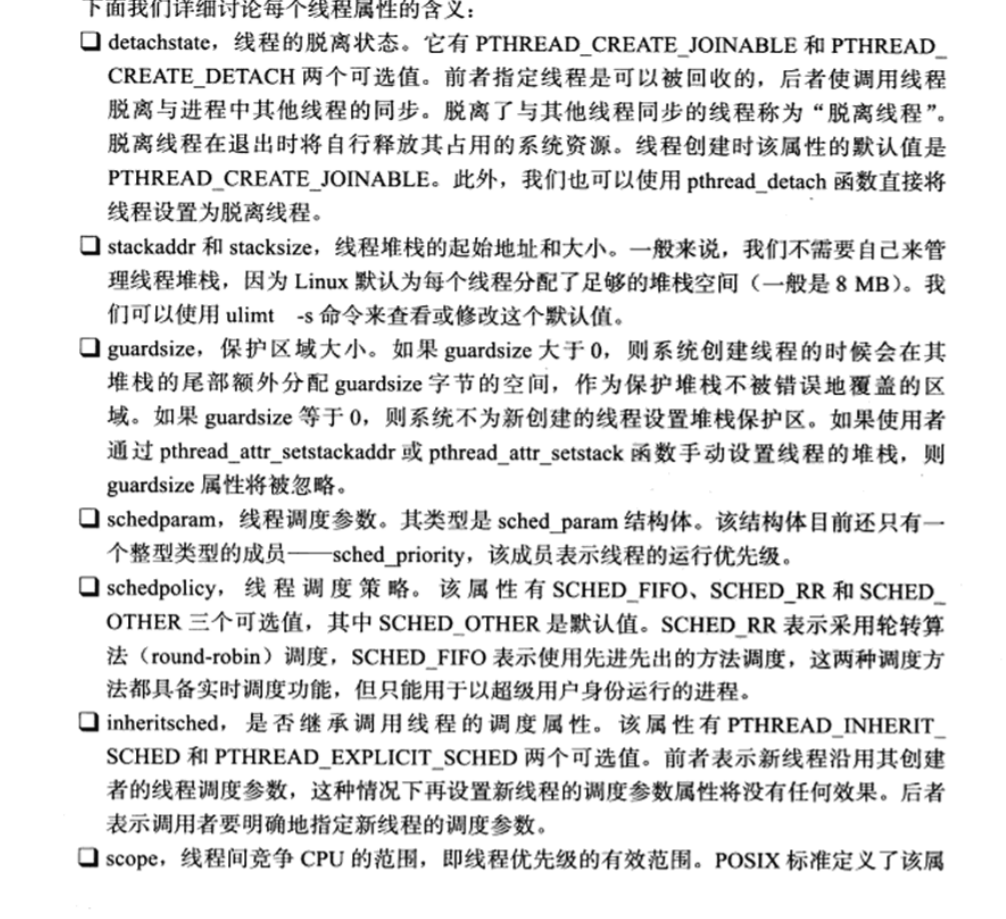 下面我们详细讨论每个线程属性的含义：
❑ detachstate，线程的脱离状态。它有 PTHREAD_CREATE_JOINABLE 和 PTHREAD_
CREATE_DETACH 两个可选值。前者指定线程是可以被回收的，后者使调用线程
脱离与进程中其他线程的同步。脱离了与其他线程同步的线程称为“脱离线程”。
脱离线程在退出时将自行释放其占用的系统资源。线程创建时该属性的默认值是
PTHREAD_CREATE_JOINABLE。此外，我们也可以使用 pthread_detach 函数直接将
线程设置为脱离线程。
❑ stackaddr 和 stacksize，线程堆栈的起始地址和大小。一般来说，我们不需要自己来管
理线程堆栈，因为 Linux 默认为每个线程分配了足够的堆栈空间（一般是 8 MB）。我
们可以使用 ulimt -s 命令来查看或修改这个默认值。
❑ guardsize，保护区域大小。如果 guardsize 大于 0，则系统创建线程的时候会在其
堆栈的尾部额外分配 guardsize 字节的空间，作为保护堆栈不被错误地覆盖的区
域。如果 guardsize 等于 0，则系统不为新创建的线程设置堆栈保护区。如果使用者
通过 pthread_attr_setstackaddr 或 pthread_attr_setstack 函数手动设置线程的堆栈，则
guardsize 属性将被忽略。
❑ schedparam，线程调度参数。其类型是 sched_param 结构体。该结构体目前还只有一
个整型类型的成员——sched_priority，该成员表示线程的运行优先级。
❑ schedpolicy，线程调度策略。该属性有 SCHED_FIFO、SCHED_RR 和 SCHED_
OTHER 三个可选值，其中 SCHED_OTHER 是默认值。SCHED_RR 表示采用轮转算
法（round-robin）调度，SCHED_FIFO 表示使用先进先出的方法调度，这两种调度方
法都具备实时调度功能，但只能用于以超级用户身份运行的进程。
❑ inheritsched，是否继承调用线程的调度属性。该属性有 PTHREAD_INHERIT_
SCHED 和 PTHREAD_EXPLICIT_SCHED 两个可选值。前者表示新线程沿用其创建
者的线程调度参数，这种情况下再设置新线程的调度参数属性将没有任何效果。后者
表示调用者要明确地指定新线程的调度参数。
❑ scope，线程间竞争 CPU 的范围，即线程优先级的有效范围。POSIX 标准定义了该属